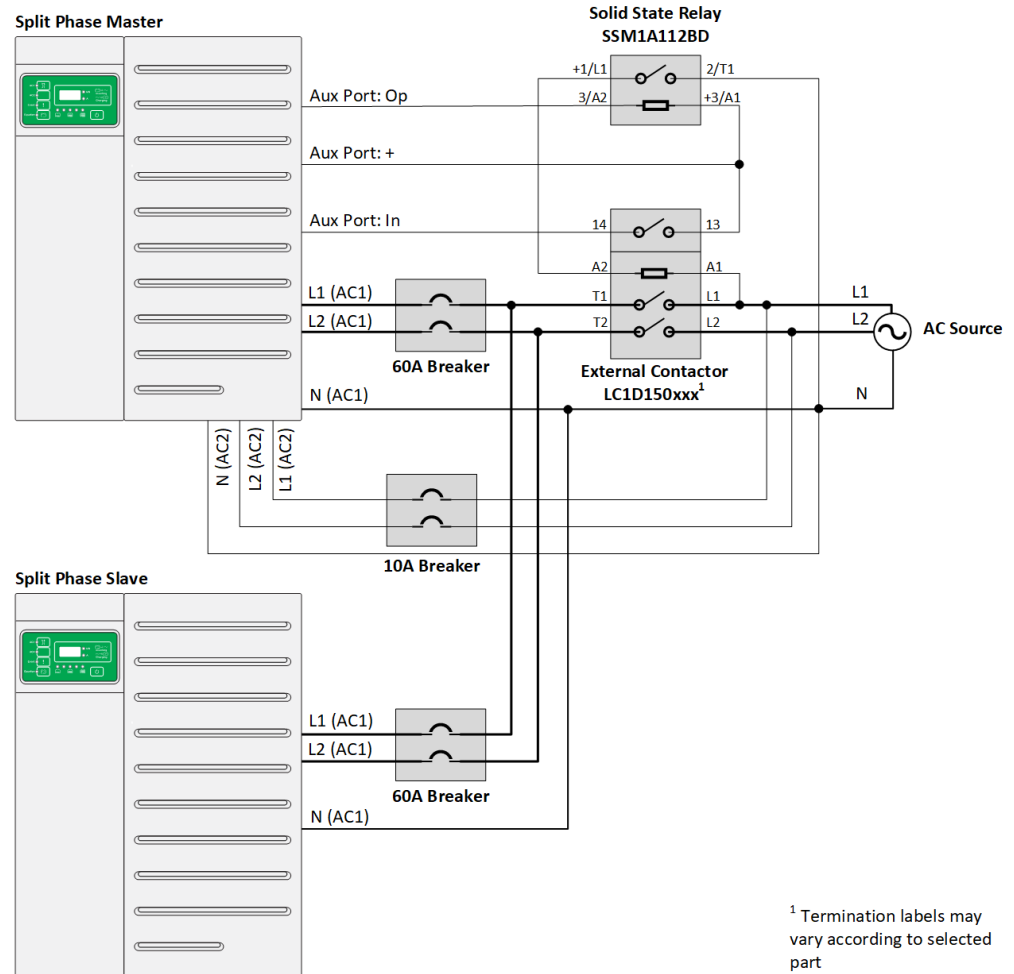 Split Phase Master
Solid State Relay
SSM1A112BD
+1/L1
2/T1
3/A2
+3/A1
Aux Port: Op
Aux Port: +
Aux Port: In
14
13
A2
A1
L1 (AC1)
T1
L1
L1
L2 (AC1)
T2
L2
L2
AC Source
60A Breaker
External Contactor
LC1D150xxx1
N (AC1)
N
N (AC2)
L2 (AC2)
L1 (AC2)
10A Breaker
Split Phase Slave
L1 (AC1)
L2 (AC1)
60A Breaker
N (AC1)
1 Termination labels may
vary according to selected
part